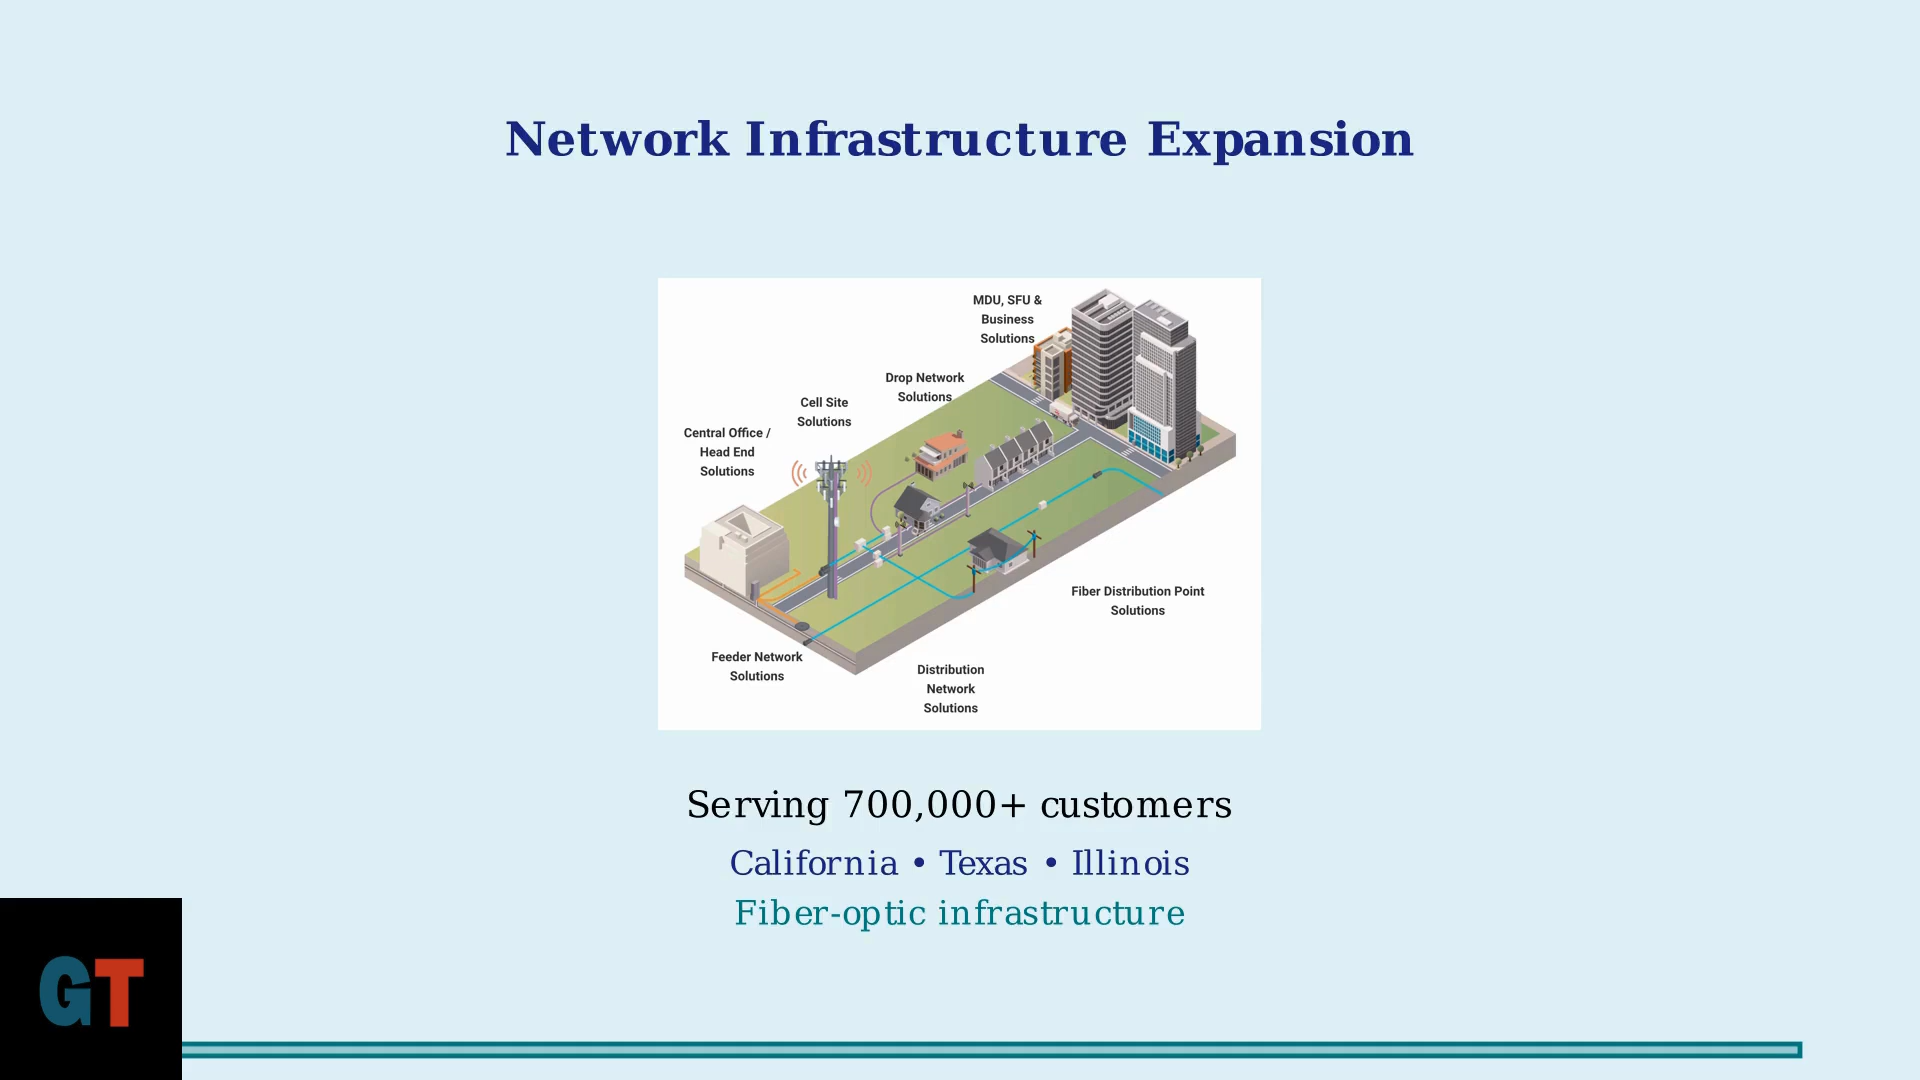 Network Infrastructure Expansion
MDU, SFU &
Business
Solutions
Drop Network
Solutions
Cell Site
Solutions
Central Office /
Head End
Solutions
Fiber Distribution Point
Solutions
Feeder Network
Solutions
Distribution
Network
Solutions
Serving 700,000+ customers
California • Texas • Illinois
Fiber-optic infrastructure
GT